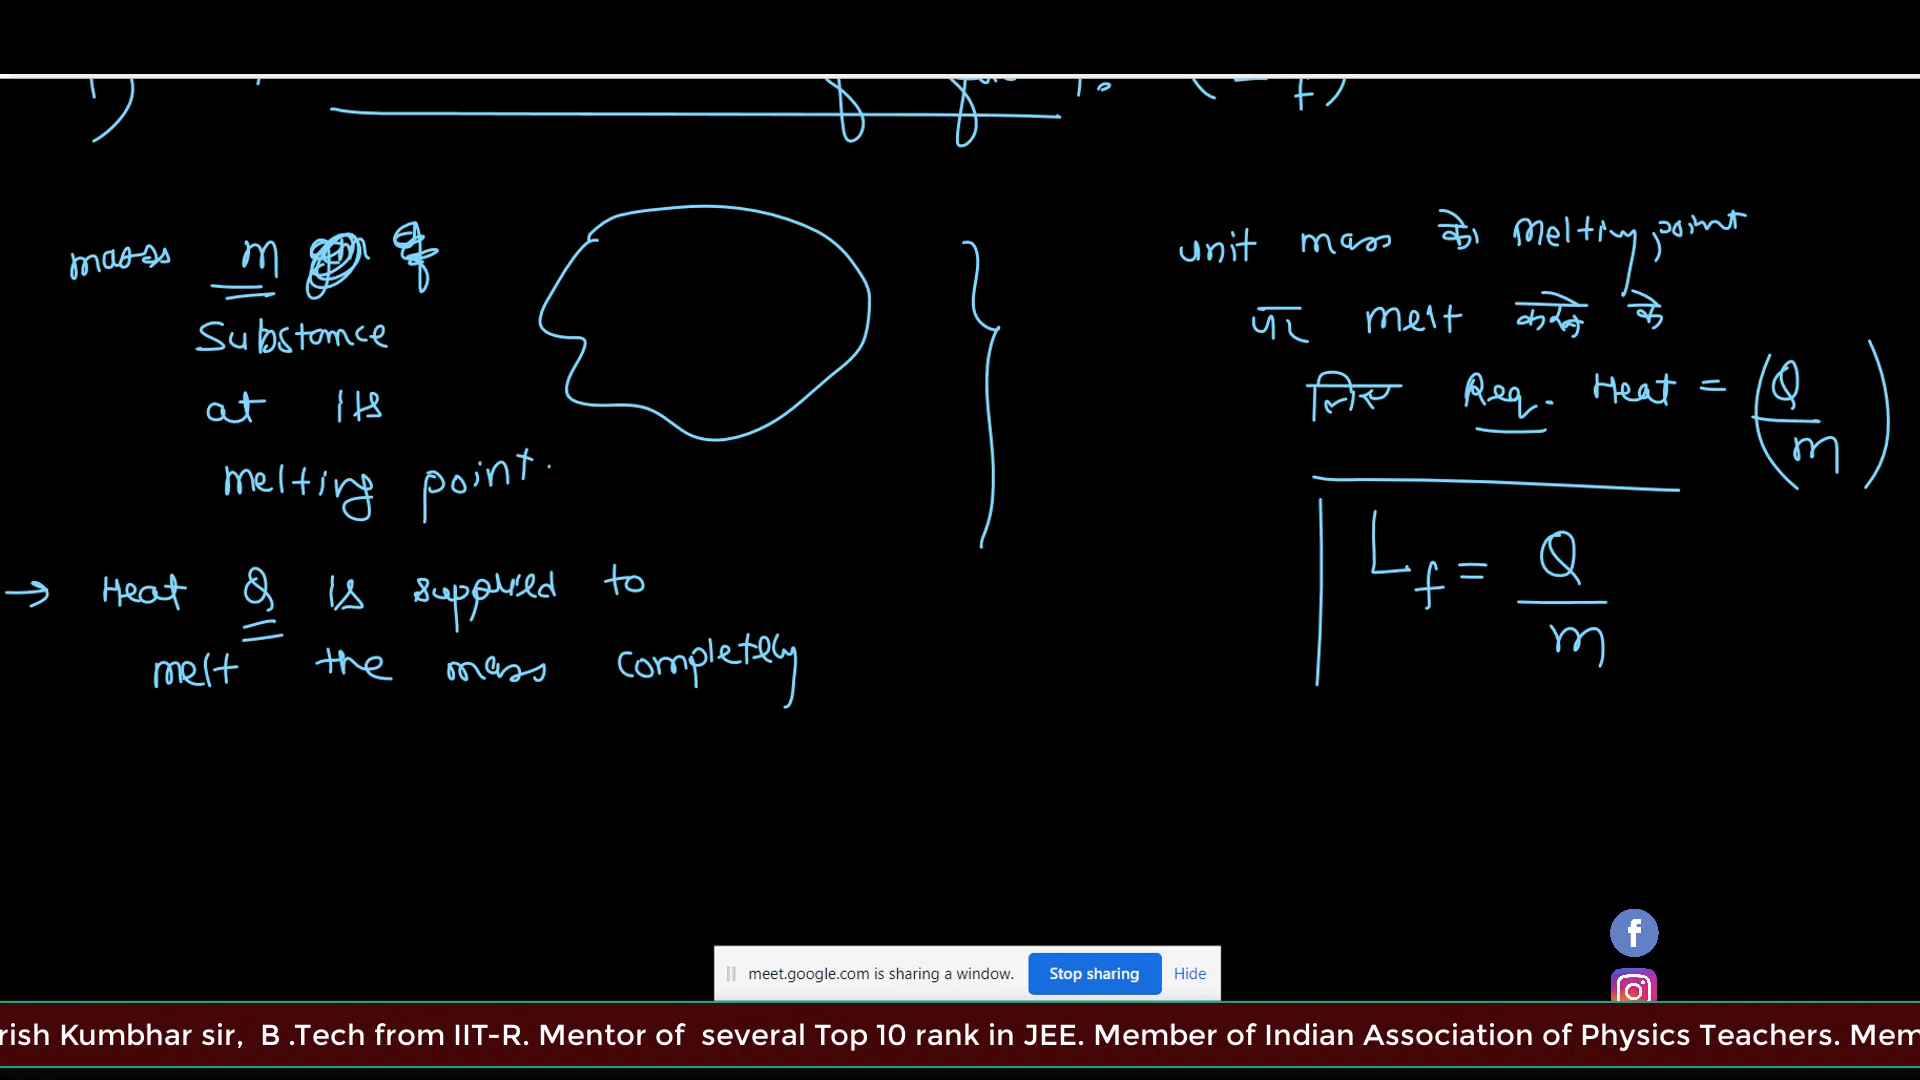 mass m of
Substance
at its
melting point.
→ Heat Q is supplied to
melt the mass completely
unit mass को melting point
पर melt करने के
लिए Req. Heat = (Q/m)
L_f = Q/m
meet.google.com is sharing a window. Stop sharing Hide
rish Kumbhar sir, B .Tech from IIT-R. Mentor of several Top 10 rank in JEE. Member of Indian Association of Physics Teachers. Mem